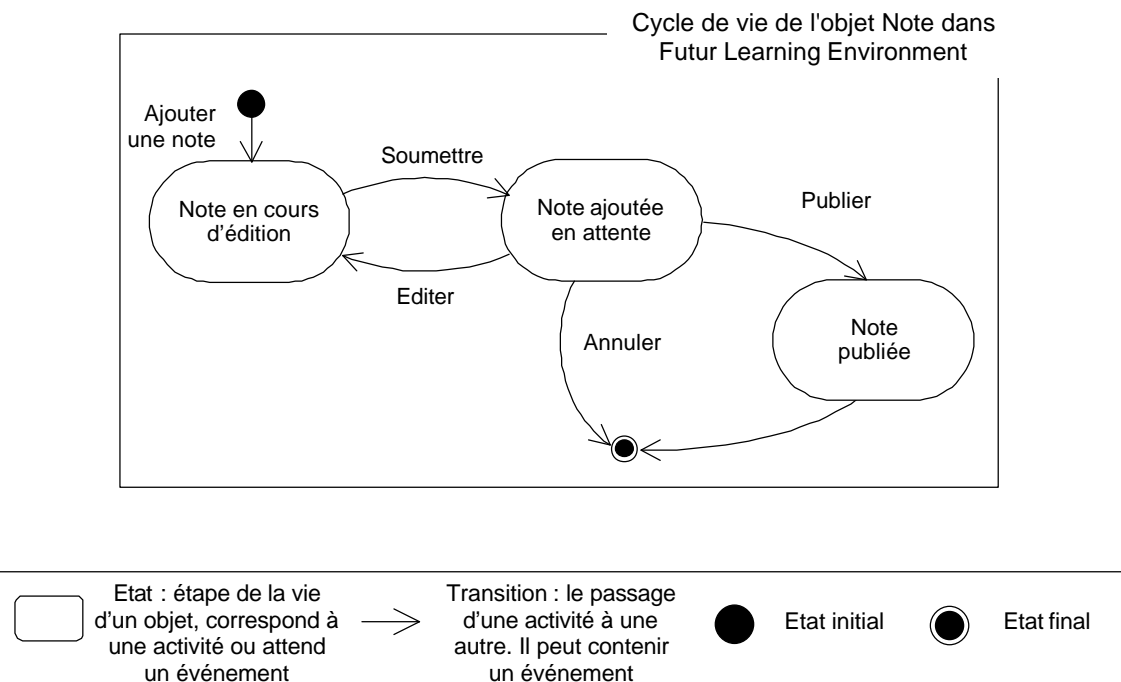 Cycle de vie de l'objet Note dans
Futur Learning Environment
Ajouter
une note
Soumettre
Note en cours
d’édition
Note ajoutée
en attente
Publier
Editer
Annuler
Note
publiée
Etat : étape de la vie
d’un objet, correspond à
une activité ou attend
un événement
Transition : le passage
d’une activité à une
autre. Il peut contenir
un événement
Etat initial
Etat final